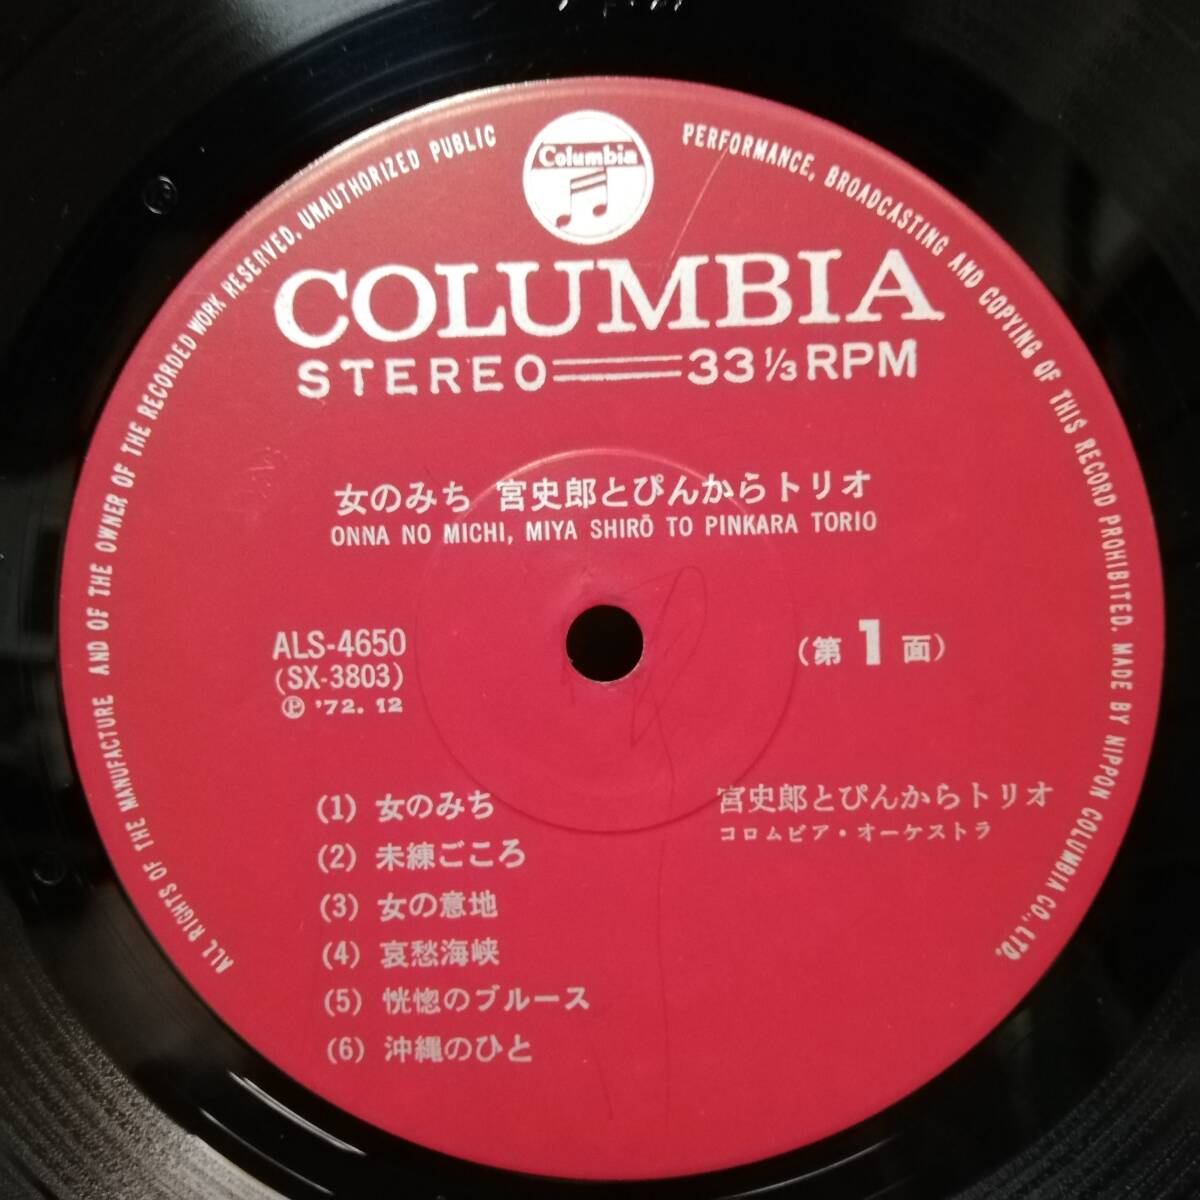 Columbia
COLUMBIA
STEREO 33 1/3 RPM
女のみち 宮史郎とぴんからトリオ
ONNA NO MICHI, MIYA SHIRŌ TO PINKARA TORIO
ALS-4650
(SX-3803)
Ⓟ '72. 12
(第 1 面)
(1) 女のみち
(2) 未練ごころ
(3) 女の意地
(4) 哀愁海峡
(5) 恍惚のブルース
(6) 沖縄のひと
宮史郎とぴんからトリオ
コロムビア・オーケストラ
ALL RIGHTS OF THE MANUFACTURE AND OF THE OWNER OF THE RECORDED WORK RESERVED. UNAUTHORIZED PUBLIC PERFORMANCE, BROADCASTING AND COPYING OF THIS RECORD PROHIBITED. MADE BY NIPPON COLUMBIA CO., LTD.